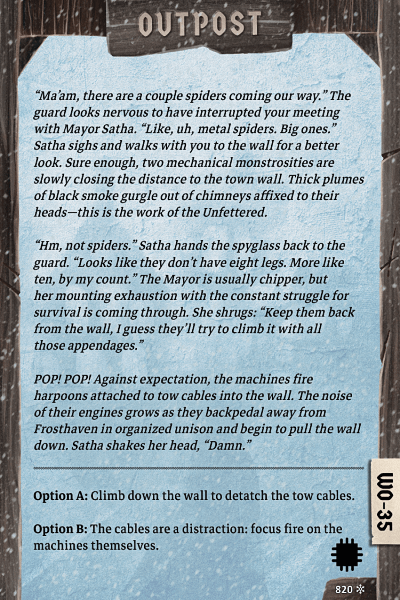 OUTPOST
“Ma’am, there are a couple spiders coming our way.” The
guard looks nervous to have interrupted your meeting
with Mayor Satha. “Like, uh, metal spiders. Big ones.”
Satha sighs and walks with you to the wall for a better
look. Sure enough, two mechanical monstrosities are
slowly closing the distance to the town wall. Thick plumes
of black smoke gurgle out of chimneys affixed to their
heads—this is the work of the Unfettered.
“Hm, not spiders.” Satha hands the spyglass back to the
guard. “Looks like they don’t have eight legs. More like
ten, by my count.” The Mayor is usually chipper, but
her mounting exhaustion with the constant struggle for
survival is coming through. She shrugs: “Keep them back
from the wall, I guess they’ll try to climb it with all
those appendages.”
POP! POP! Against expectation, the machines fire
harpoons attached to tow cables into the wall. The noise
of their engines grows as they backpedal away from
Frosthaven in organized unison and begin to pull the wall
down. Satha shakes her head, “Damn.”
Option A: Climb down the wall to detatch the tow cables.
Option B: The cables are a distraction: focus fire on the
machines themselves.
WO-35
820